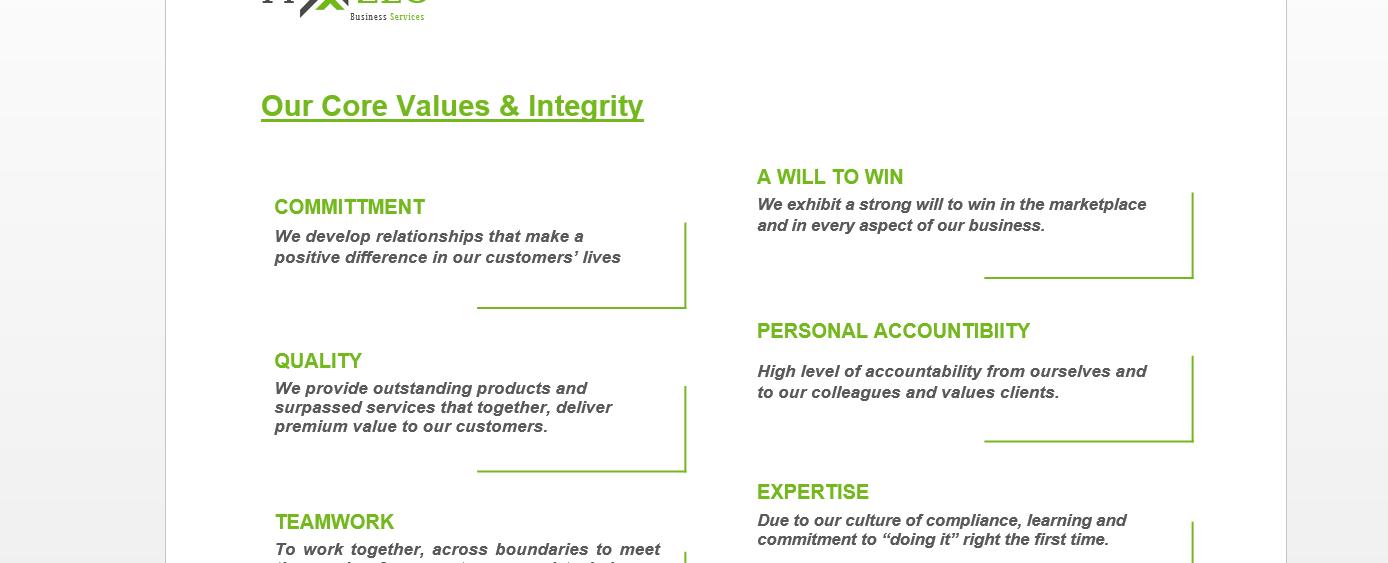 Business Services
Our Core Values & Integrity
COMMITTMENT
We develop relationships that make a
positive difference in our customers’ lives
QUALITY
We provide outstanding products and
surpassed services that together, deliver
premium value to our customers.
TEAMWORK
To work together, across boundaries to meet
A WILL TO WIN
We exhibit a strong will to win in the marketplace
and in every aspect of our business.
PERSONAL ACCOUNTIBIITY
High level of accountability from ourselves and
to our colleagues and values clients.
EXPERTISE
Due to our culture of compliance, learning and
commitment to “doing it” right the first time.